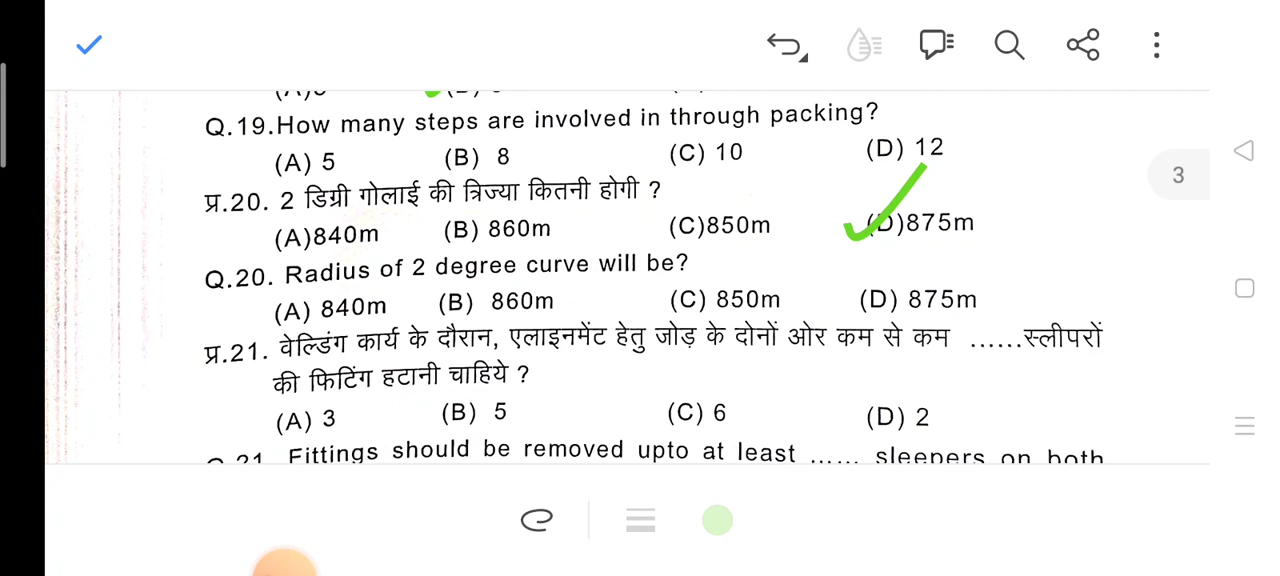 Q.19.How many steps are involved in through packing?
(A) 5 (B) 8 (C) 10 (D) 12
प्र.20. 2 डिग्री गोलाई की त्रिज्या कितनी होगी ?
(A)840m (B) 860m (C)850m (D)875m
3
Q.20. Radius of 2 degree curve will be?
(A) 840m (B) 860m (C) 850m (D) 875m
प्र.21. वेल्डिंग कार्य के दौरान, एलाइनमेंट हेतु जोड़ के दोनों ओर कम से कम ......स्लीपरों
की फिटिंग हटानी चाहिये ?
(A) 3 (B) 5 (C) 6 (D) 2
Q.21. Fittings should be removed upto at least ...... sleepers on both